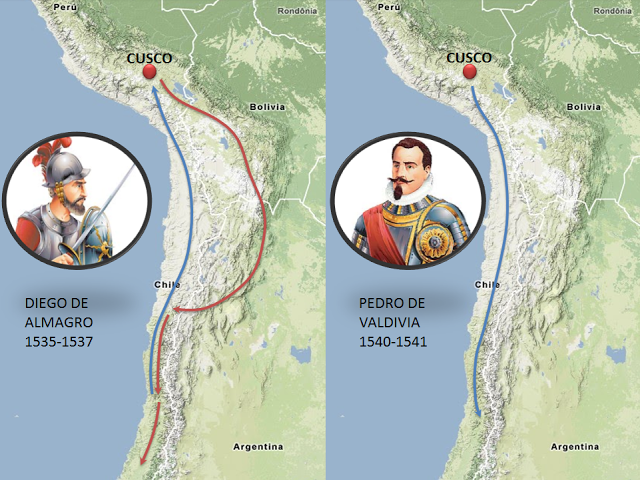 Perú
Rondônia
CUSCO
Bolivia
Chile
DIEGO DE
ALMAGRO
1535-1537
Argentina
Perú
Rondônia
CUSCO
Bolivia
Chile
PEDRO DE
VALDIVIA
1540-1541
Argentina